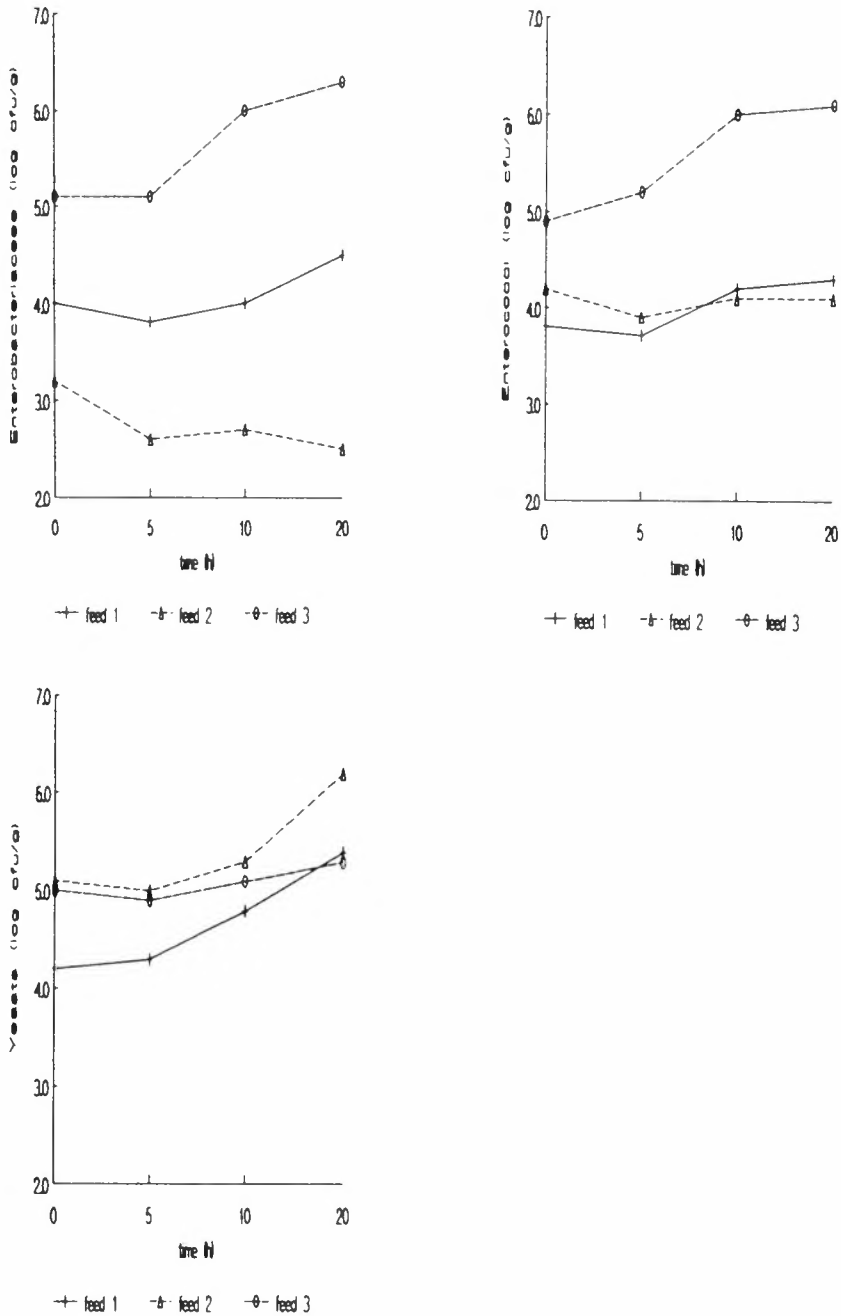 7.0
6.0
5.0
4.0
3.0
2.0
Enterobacteriaceae (log cfu/g)
0 5 10 20
time (h)
feed 1 feed 2 feed 3
7.0
6.0
5.0
4.0
3.0
2.0
Enterococci (log cfu/g)
0 5 10 20
time (h)
feed 1 feed 2 feed 3
7.0
6.0
5.0
4.0
3.0
2.0
Yeasts (log cfu/g)
0 5 10 20
time (h)
feed 1 feed 2 feed 3